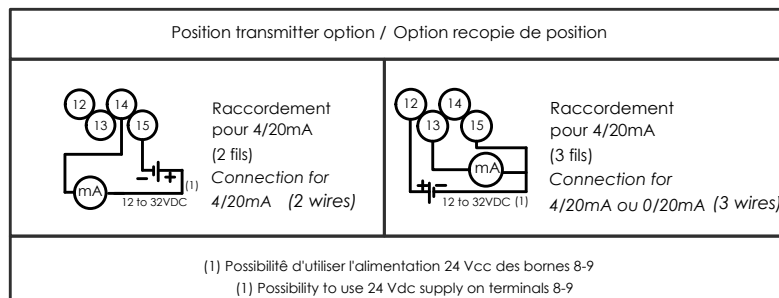 Position transmitter option / Option recopie de position
12
14
13
15
Raccordement
pour 4/20mA
(2 fils)
Connection for
4/20mA (2 wires)
mA
(1)
12 to 32VDC
12
14
13
15
Raccordement
pour 4/20mA
(3 fils)
Connection for
4/20mA ou 0/20mA (3 wires)
mA
12 to 32VDC (1)
(1) Possibilitê d'utiliser l'alimentation 24 Vcc des bornes 8-9
(1) Possibility to use 24 Vdc supply on terminals 8-9